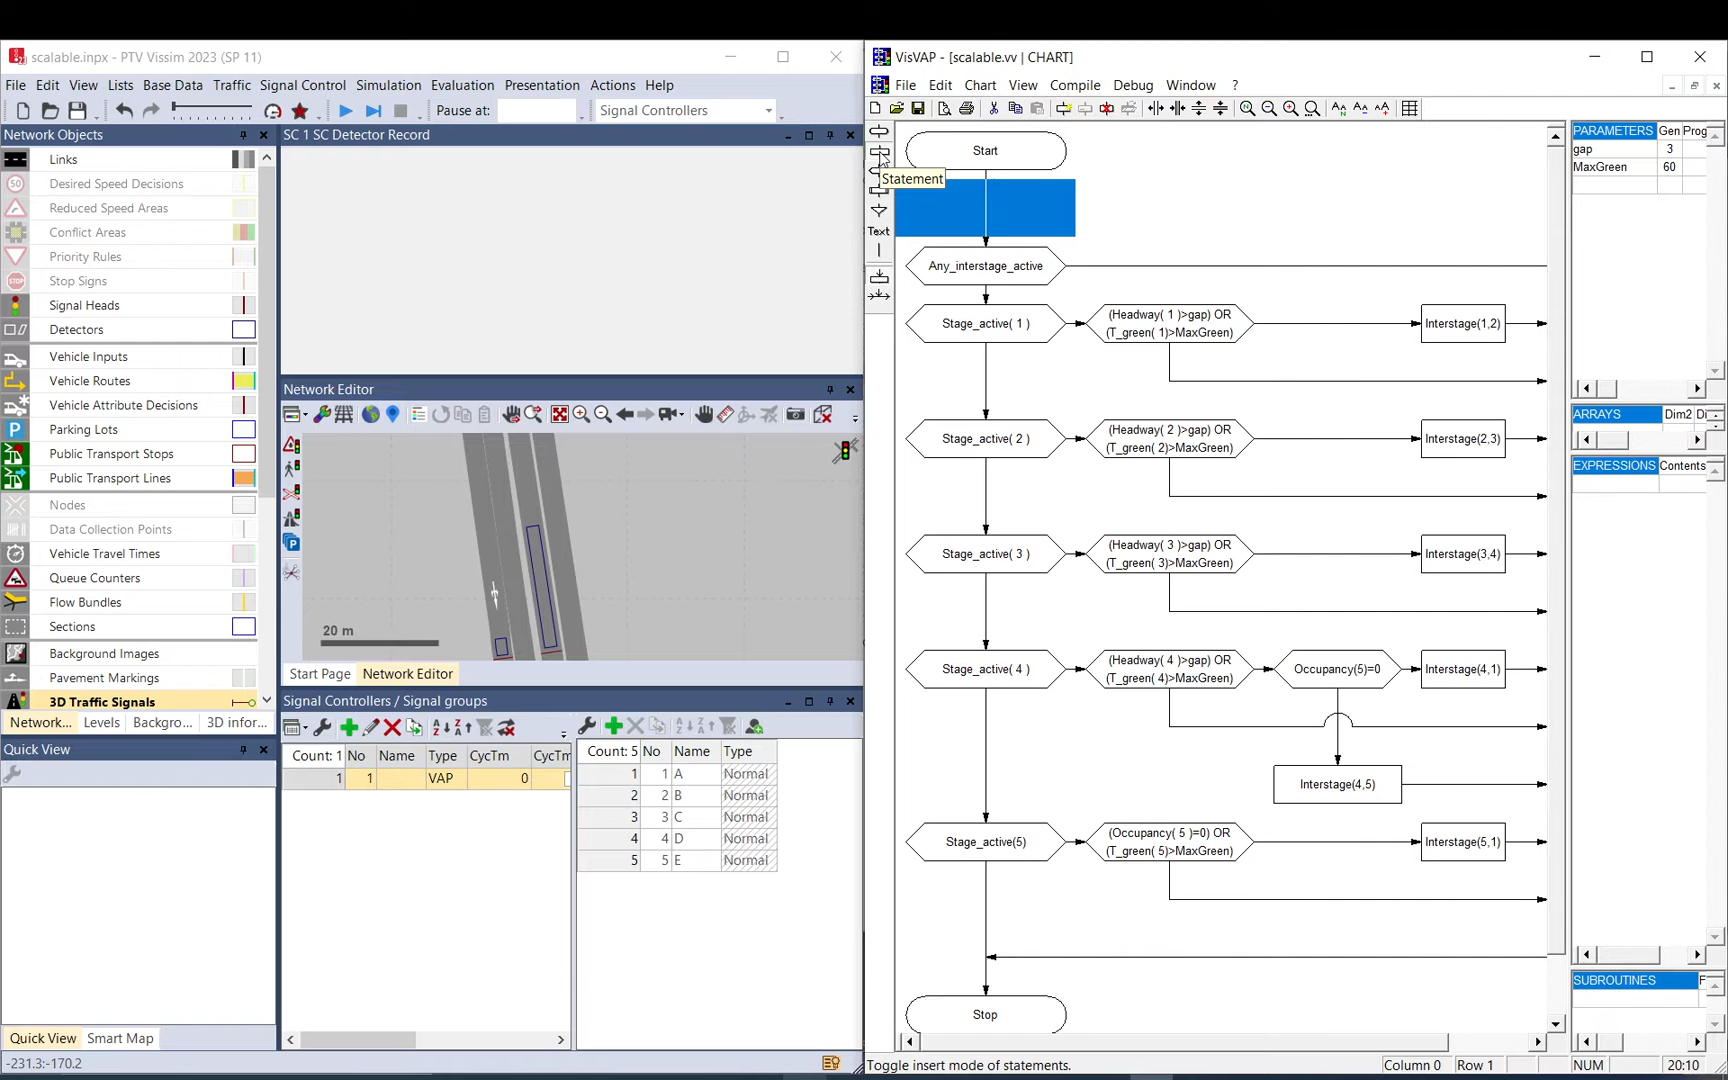 scalable.inpx - PTV Vissim 2023 (SP 11)
File Edit View Lists Base Data Traffic Signal Control Simulation Evaluation Presentation Actions Help
Pause at: Signal Controllers
Network Objects
Links
Desired Speed Decisions
Reduced Speed Areas
Conflict Areas
Priority Rules
Stop Signs
Signal Heads
Detectors
Vehicle Inputs
Vehicle Routes
Vehicle Attribute Decisions
Parking Lots
Public Transport Stops
Public Transport Lines
Nodes
Data Collection Points
Vehicle Travel Times
Queue Counters
Flow Bundles
Sections
Background Images
Pavement Markings
3D Traffic Signals
Network... Levels Backgro... 3D infor...
Quick View
Quick View Smart Map
-231.3:-170.2
SC 1 SC Detector Record
Network Editor
20 m
Start Page Network Editor
Signal Controllers / Signal groups
Count: 1 No Name Type CycTm CycTm
1 1 VAP 0
Count: 5 No Name Type
1 1 A Normal
2 2 B Normal
3 3 C Normal
4 4 D Normal
5 5 E Normal
VisVAP - [scalable.vv | CHART]
File Edit Chart View Compile Debug Window ?
Text
Statement
Start
Any_interstage_active
Stage_active( 1 )
(Headway( 1 )>gap) OR
(T_green( 1)>MaxGreen)
Interstage(1,2)
Stage_active( 2 )
(Headway( 2 )>gap) OR
(T_green( 2)>MaxGreen)
Interstage(2,3)
Stage_active( 3 )
(Headway( 3 )>gap) OR
(T_green( 3)>MaxGreen)
Interstage(3,4)
Stage_active( 4 )
(Headway( 4 )>gap) OR
(T_green( 4)>MaxGreen)
Occupancy(5)=0
Interstage(4,1)
Interstage(4,5)
Stage_active(5)
(Occupancy( 5 )=0) OR
(T_green( 5)>MaxGreen)
Interstage(5,1)
Stop
PARAMETERS Gen Prog
gap 3
MaxGreen 60
ARRAYS Dim2 Di
EXPRESSIONS Contents
SUBROUTINES F
Toggle insert mode of statements.
Column 0 Row 1 NUM 20:10